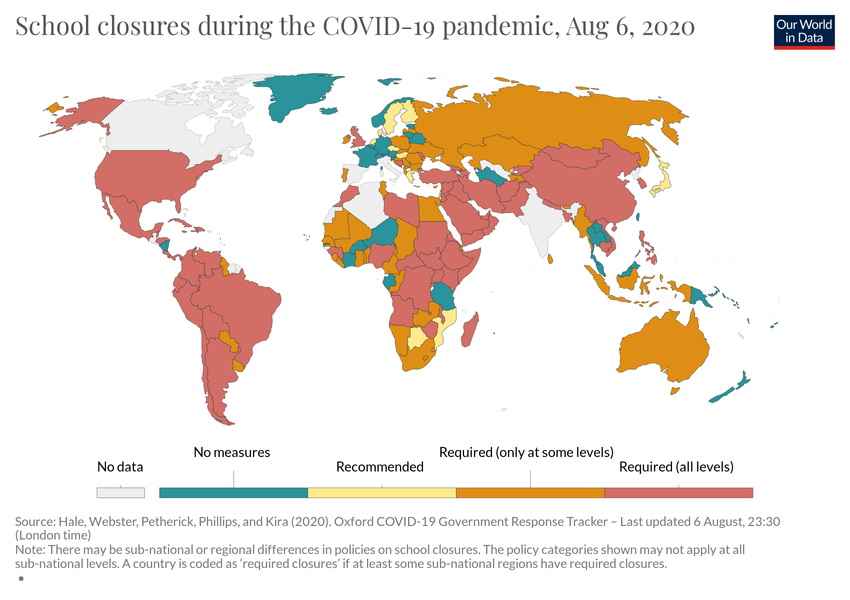 School closures during the COVID-19 pandemic, Aug 6, 2020
Our World
in Data
No data
No measures
Recommended
Required (only at some levels)
Required (all levels)
Source: Hale, Webster, Petherick, Phillips, and Kira (2020). Oxford COVID-19 Government Response Tracker – Last updated 6 August, 23:30
(London time)
Note: There may be sub-national or regional differences in policies on school closures. The policy categories shown may not apply at all
sub-national levels. A country is coded as ‘required closures’ if at least some sub-national regions have required closures.
•